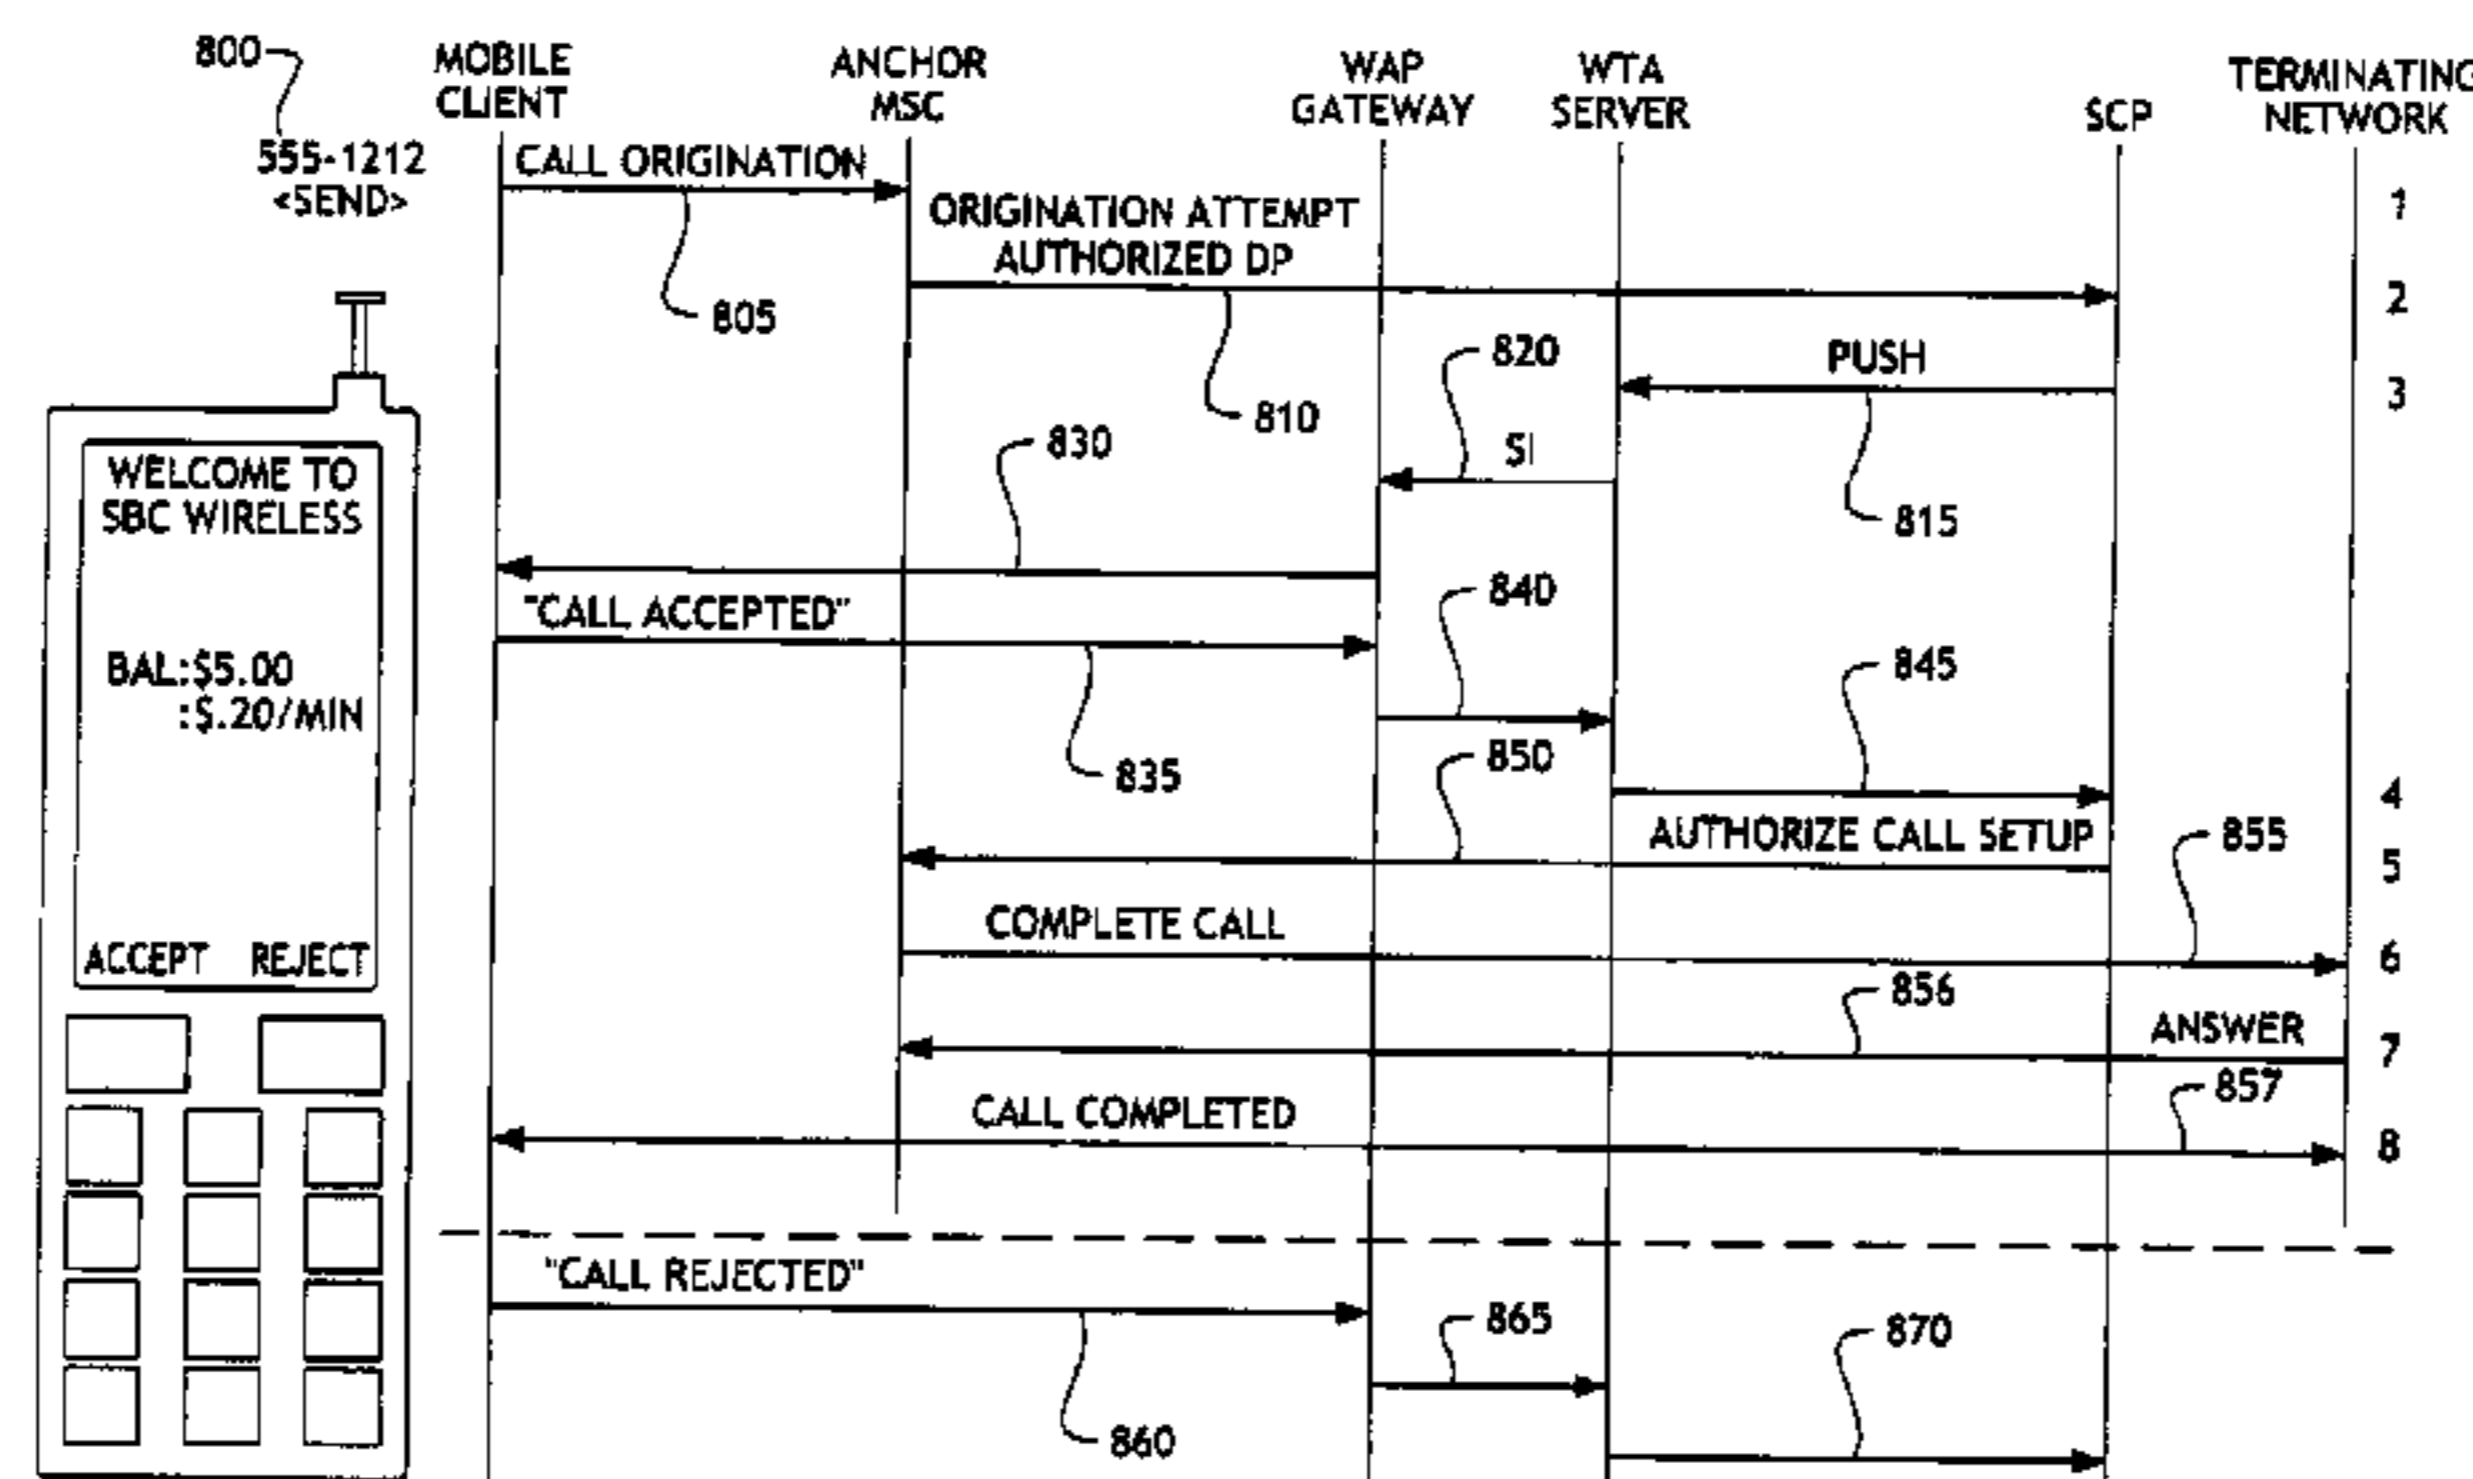 800
MOBILE
CLIENT
ANCHOR
MSC
WAP
GATEWAY
WTA
SERVER
SCP
TERMINATING
NETWORK
555-1212
<SEND>
CALL ORIGINATION
1
805
ORIGINATION ATTEMPT
AUTHORIZED DP
2
810
PUSH
3
815
820
SI
830
WELCOME TO
SBC WIRELESS
BAL:$5.00
:$.20/MIN
ACCEPT REJECT
"CALL ACCEPTED"
835
840
845
4
850
AUTHORIZE CALL SETUP
5
855
COMPLETE CALL
6
856
ANSWER
7
857
CALL COMPLETED
8
"CALL REJECTED"
860
865
870